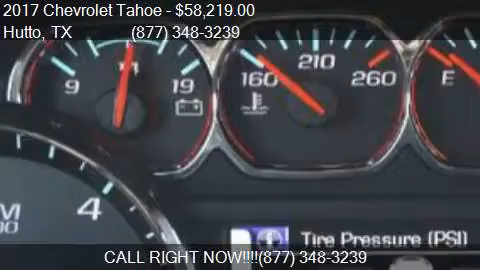 2017 Chevrolet Tahoe - $58,219.00
Hutto, TX (877) 348-3239
9 19 160 210 260 E
4
Tire Pressure (PSI)
CALL RIGHT NOW!!!!(877) 348-3239